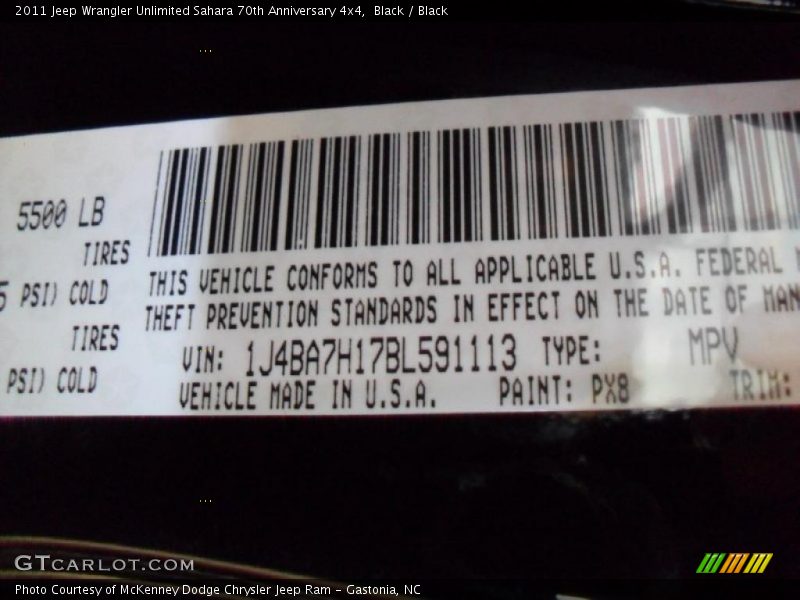 2011 Jeep Wrangler Unlimited Sahara 70th Anniversary 4x4, Black / Black
5500 LB
TIRES
5 PSI) COLD
TIRES
PSI) COLD
THIS VEHICLE CONFORMS TO ALL APPLICABLE U.S.A. FEDERAL
THEFT PREVENTION STANDARDS IN EFFECT ON THE DATE OF MAN
VIN: 1J4BA7H17BL591113 TYPE: MPV
VEHICLE MADE IN U.S.A. PAINT: PX8 TRIM:
GTCARLOT.COM
Photo Courtesy of McKenney Dodge Chrysler Jeep Ram - Gastonia, NC